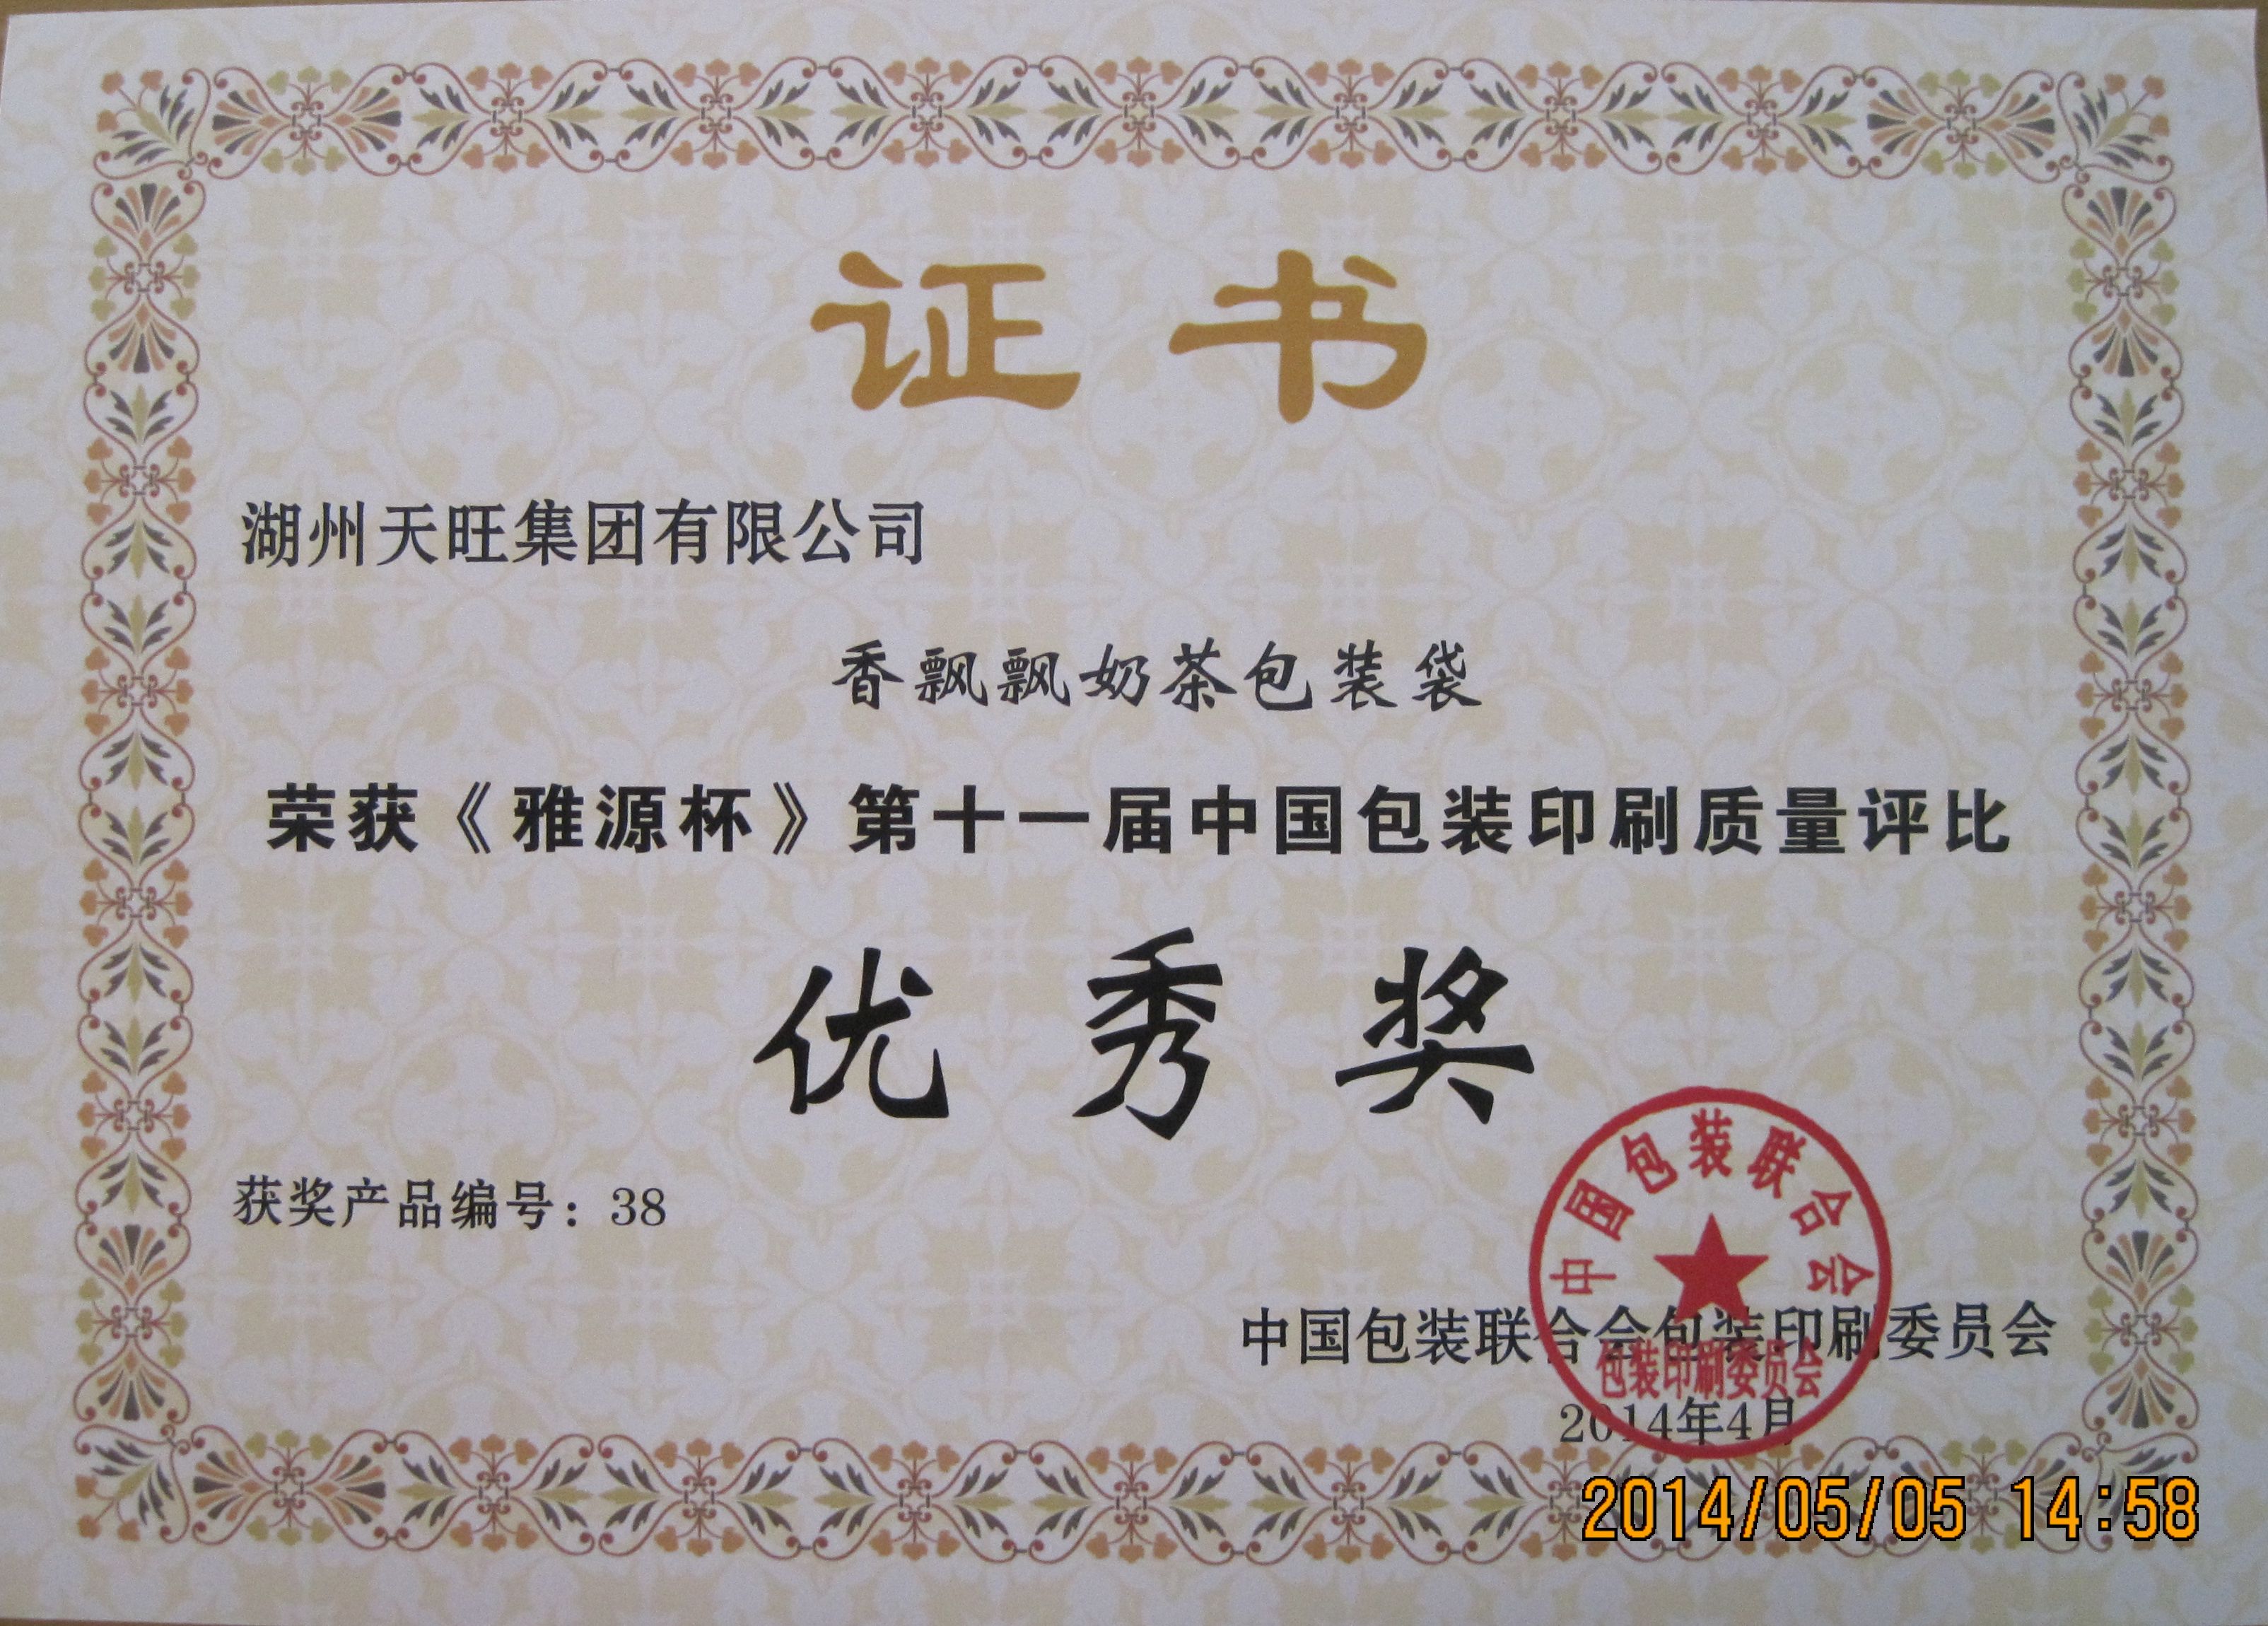 证书
湖州天旺集团有限公司
香飘飘奶茶包装袋
荣获《雅源杯》第十一届中国包装印刷质量评比
优秀奖
获奖产品编号：38
中国包装联合会
中国包装联合会包装印刷委员会
包装印刷委员会
2014年4月
2014/05/05 14:58